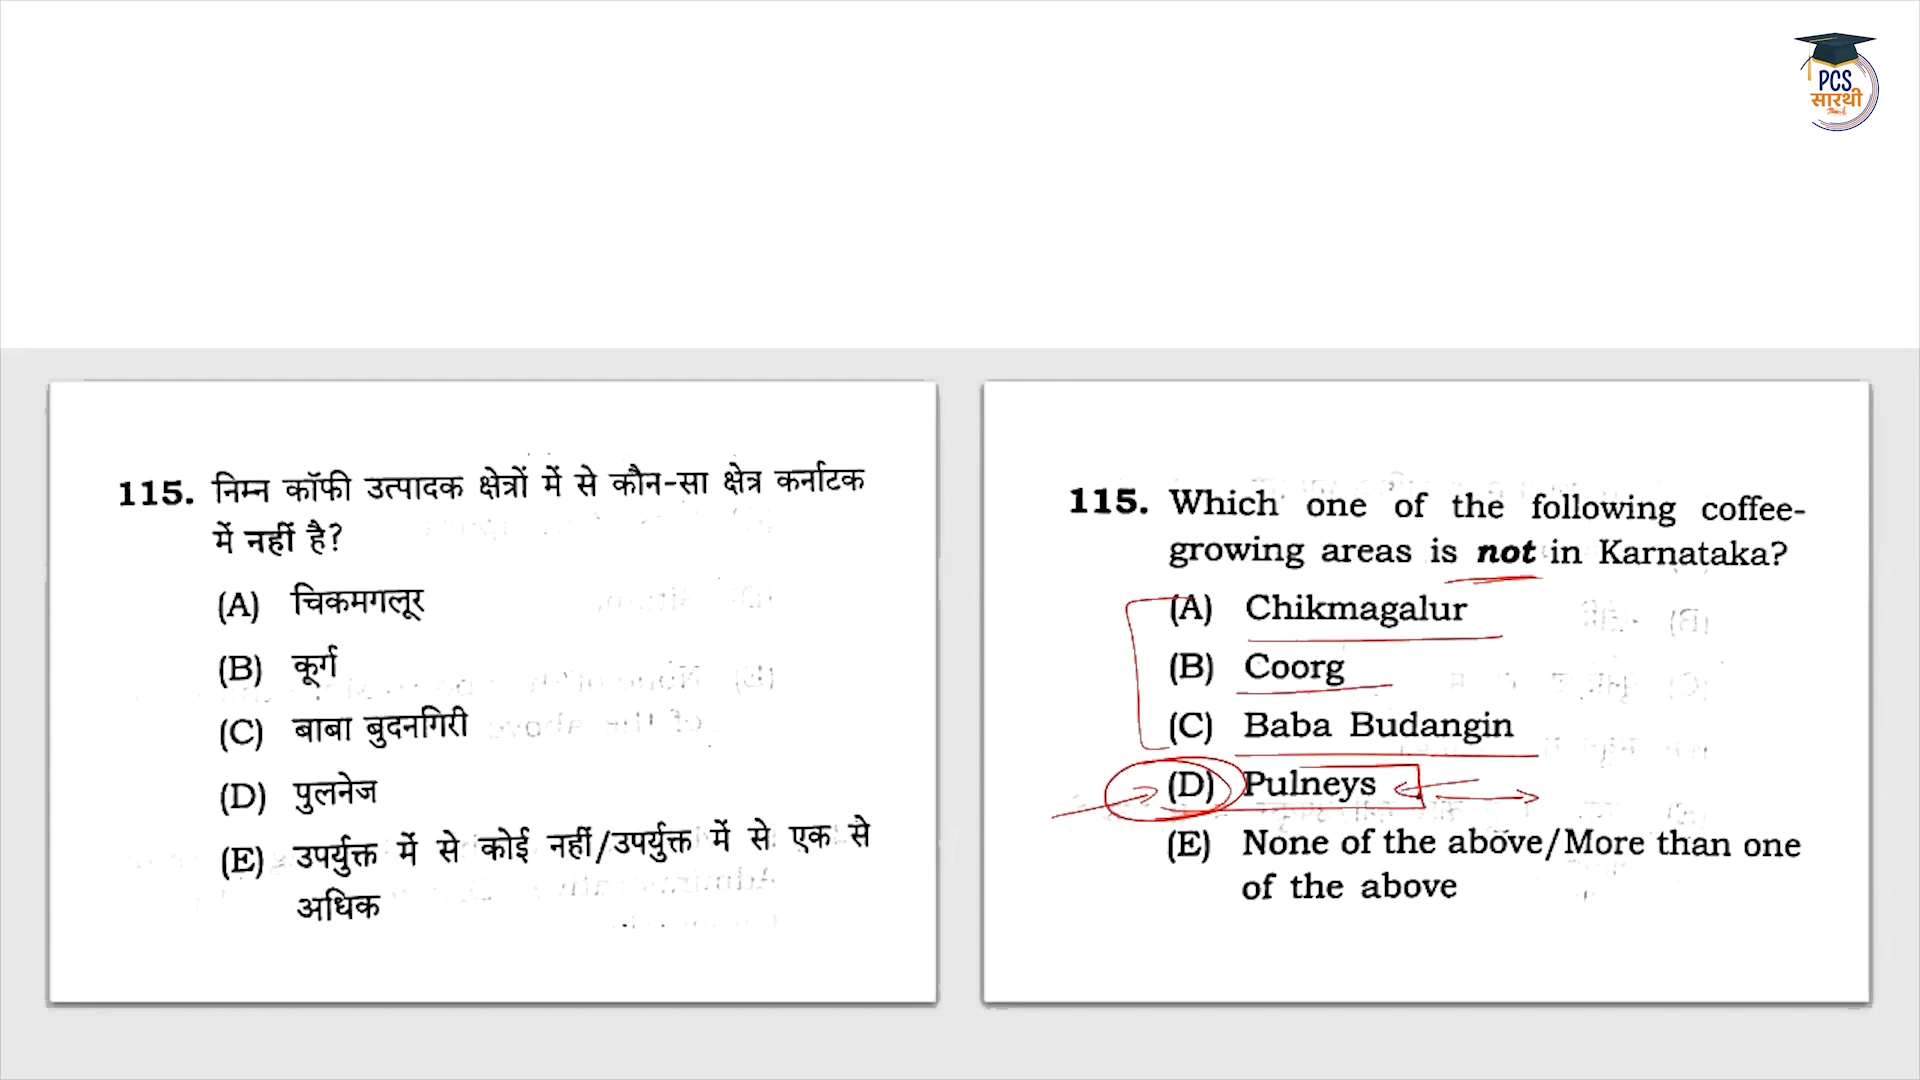 PCS
सारथी
115. निम्न कॉफी उत्पादक क्षेत्रों में से कौन-सा क्षेत्र कर्नाटक
में नहीं है?
(A) चिकमगलूर
(B) कूर्ग
(C) बाबा बुदनगिरी
(D) पुलनेज
(E) उपर्युक्त में से कोई नहीं/उपर्युक्त में से एक से
अधिक
115. Which one of the following coffee-
growing areas is not in Karnataka?
(A) Chikmagalur
(B) Coorg
(C) Baba Budangin
(D) Pulneys
(E) None of the above/More than one
of the above